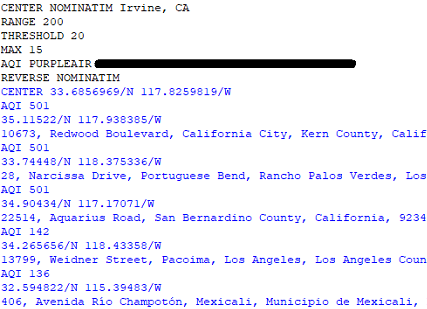 CENTER NOMINATIM Irvine, CA
RANGE 200
THRESHOLD 20
MAX 15
AQI PURPLEAIR
REVERSE NOMINATIM
CENTER 33.6856969/N 117.8259819/W
AQI 501
35.11522/N 117.938385/W
10673, Redwood Boulevard, California City, Kern County, Calif
AQI 501
33.74448/N 118.375336/W
28, Narcissa Drive, Portuguese Bend, Rancho Palos Verdes, Los
AQI 501
34.90434/N 117.17071/W
22514, Aquarius Road, San Bernardino County, California, 9234
AQI 142
34.265656/N 118.43358/W
13799, Weidner Street, Pacoima, Los Angeles, Los Angeles Coun
AQI 136
32.594822/N 115.39483/W
406, Avenida Río Champotón, Mexicali, Municipio de Mexicali,